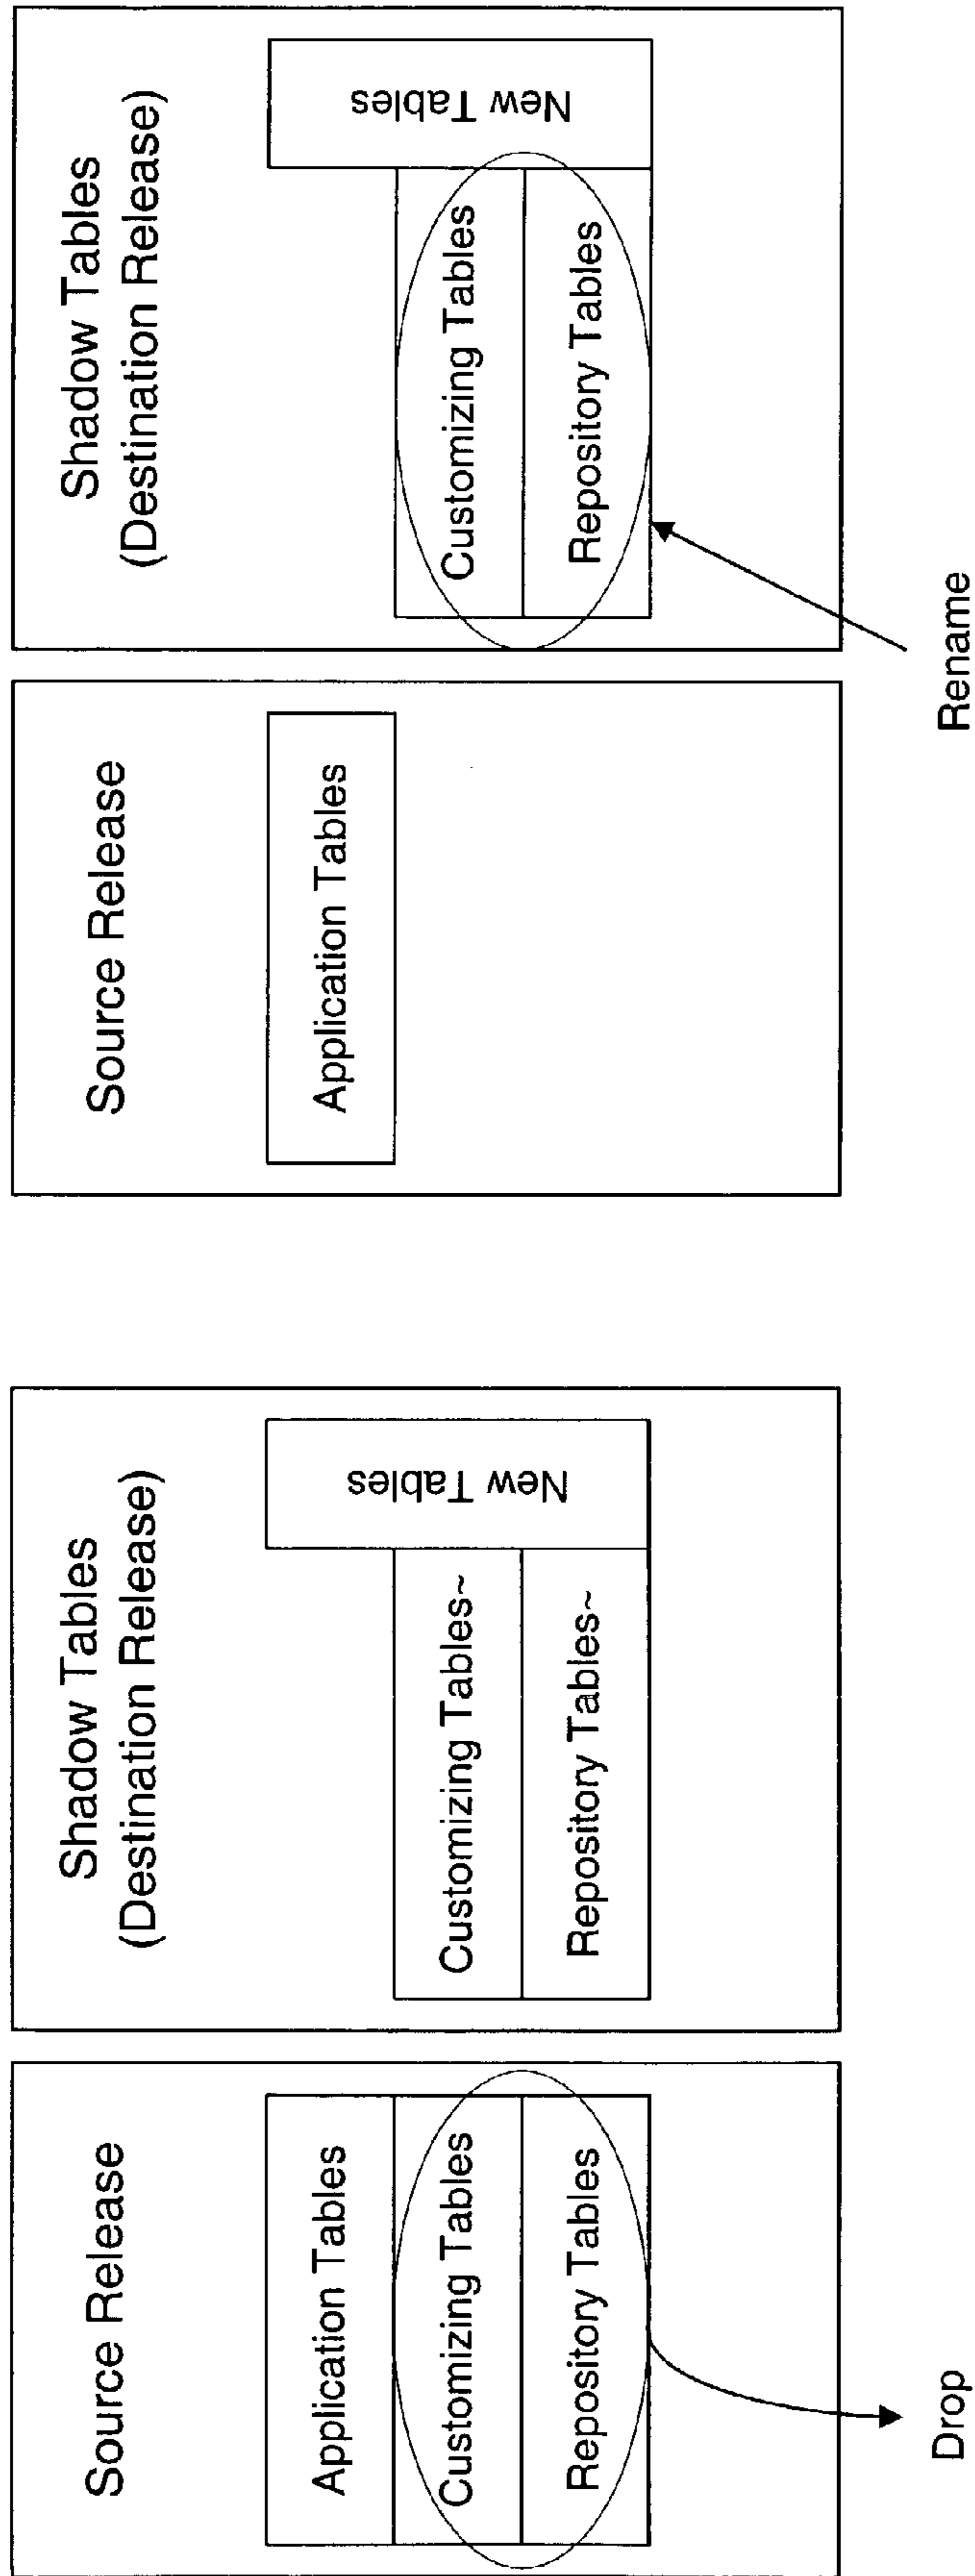 Source Release
Application Tables
Customizing Tables
Repository Tables
Drop
Shadow Tables
(Destination Release)
Customizing Tables~
Repository Tables~
New Tables
Source Release
Application Tables
Shadow Tables
(Destination Release)
Customizing Tables
Repository Tables
New Tables
Rename